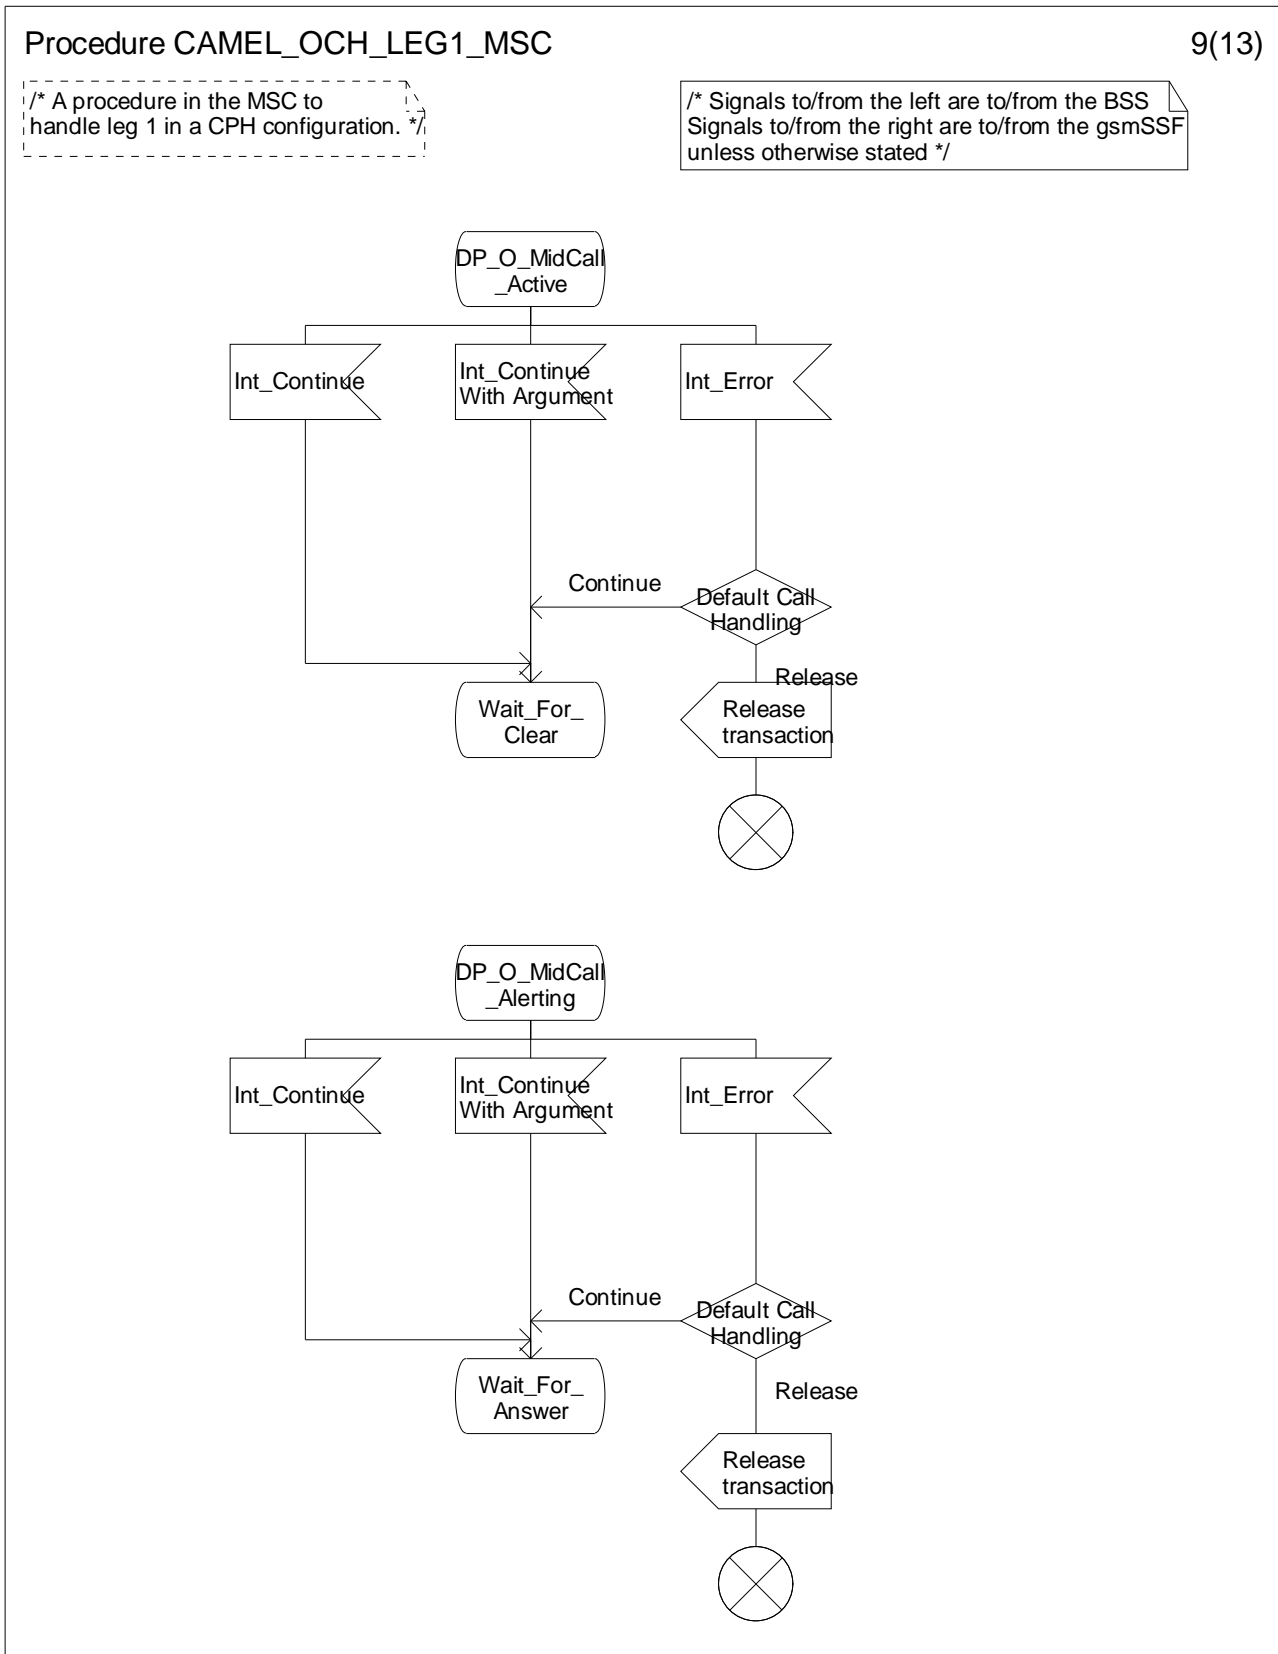 Procedure CAMEL_OCH_LEG1_MSC
9(13)
/* A procedure in the MSC to
handle leg 1 in a CPH configuration. */
/* Signals to/from the left are to/from the BSS
Signals to/from the right are to/from the gsmSSF
unless otherwise stated */
DP_O_MidCall
_Active
Int_Continue
Int_Continue
With Argument
Int_Error
Continue
Default Call
Handling
Release
Wait_For_
Clear
Release
transaction
DP_O_MidCall
_Alerting
Int_Continue
Int_Continue
With Argument
Int_Error
Continue
Default Call
Handling
Release
Wait_For_
Answer
Release
transaction